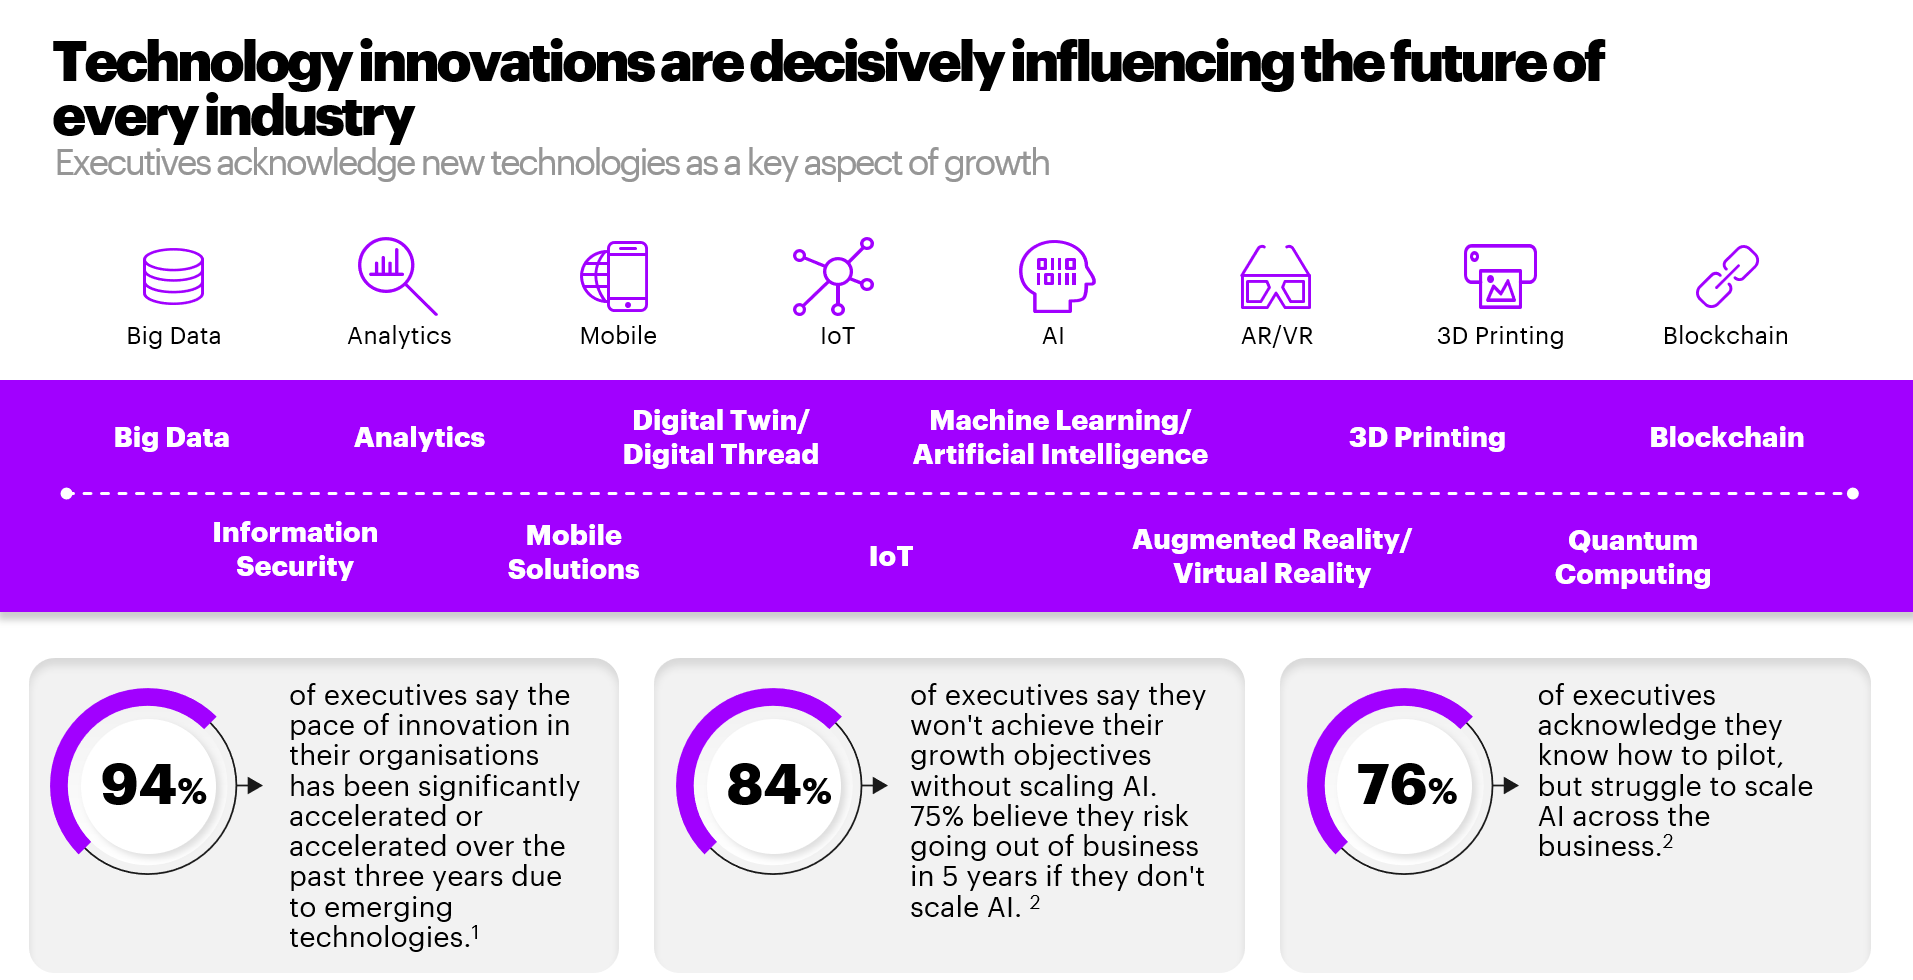 Technology innovations are decisively influencing the future of
every industry
Executives acknowledge new technologies as a key aspect of growth
Big Data
Analytics
Mobile
IoT
AI
AR/VR
3D Printing
Blockchain
Big Data
Analytics
Digital Twin/
Digital Thread
Machine Learning/
Artificial Intelligence
3D Printing
Blockchain
Information
Security
Mobile
Solutions
IoT
Augmented Reality/
Virtual Reality
Quantum
Computing
94%
of executives say the
pace of innovation in
their organisations
has been significantly
accelerated or
accelerated over the
past three years due
to emerging
technologies.¹
84%
of executives say they
won't achieve their
growth objectives
without scaling AI.
75% believe they risk
going out of business
in 5 years if they don't
scale AI. ²
76%
of executives
acknowledge they
know how to pilot,
but struggle to scale
AI across the
business.²